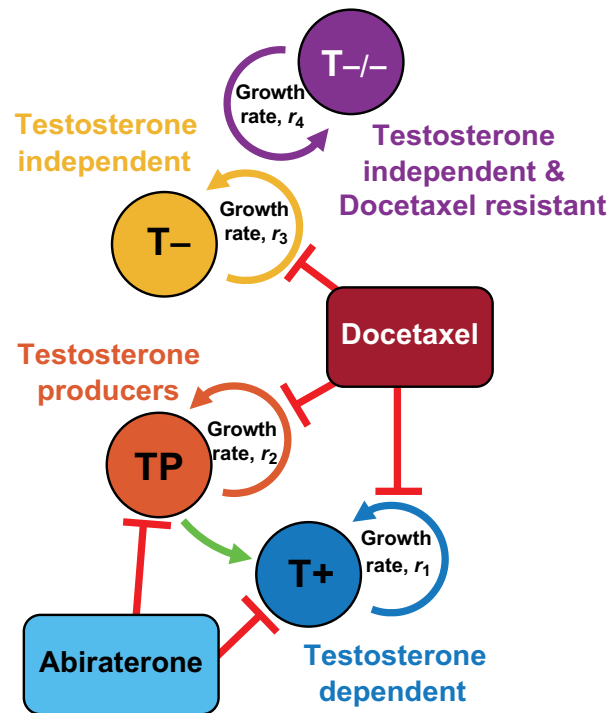 T–/–
Growth
rate, r4
Testosterone
independent
Testosterone
independent &
Docetaxel resistant
T–
Growth
rate, r3
Docetaxel
Testosterone
producers
TP
Growth
rate, r2
T+
Growth
rate, r1
Abiraterone
Testosterone
dependent